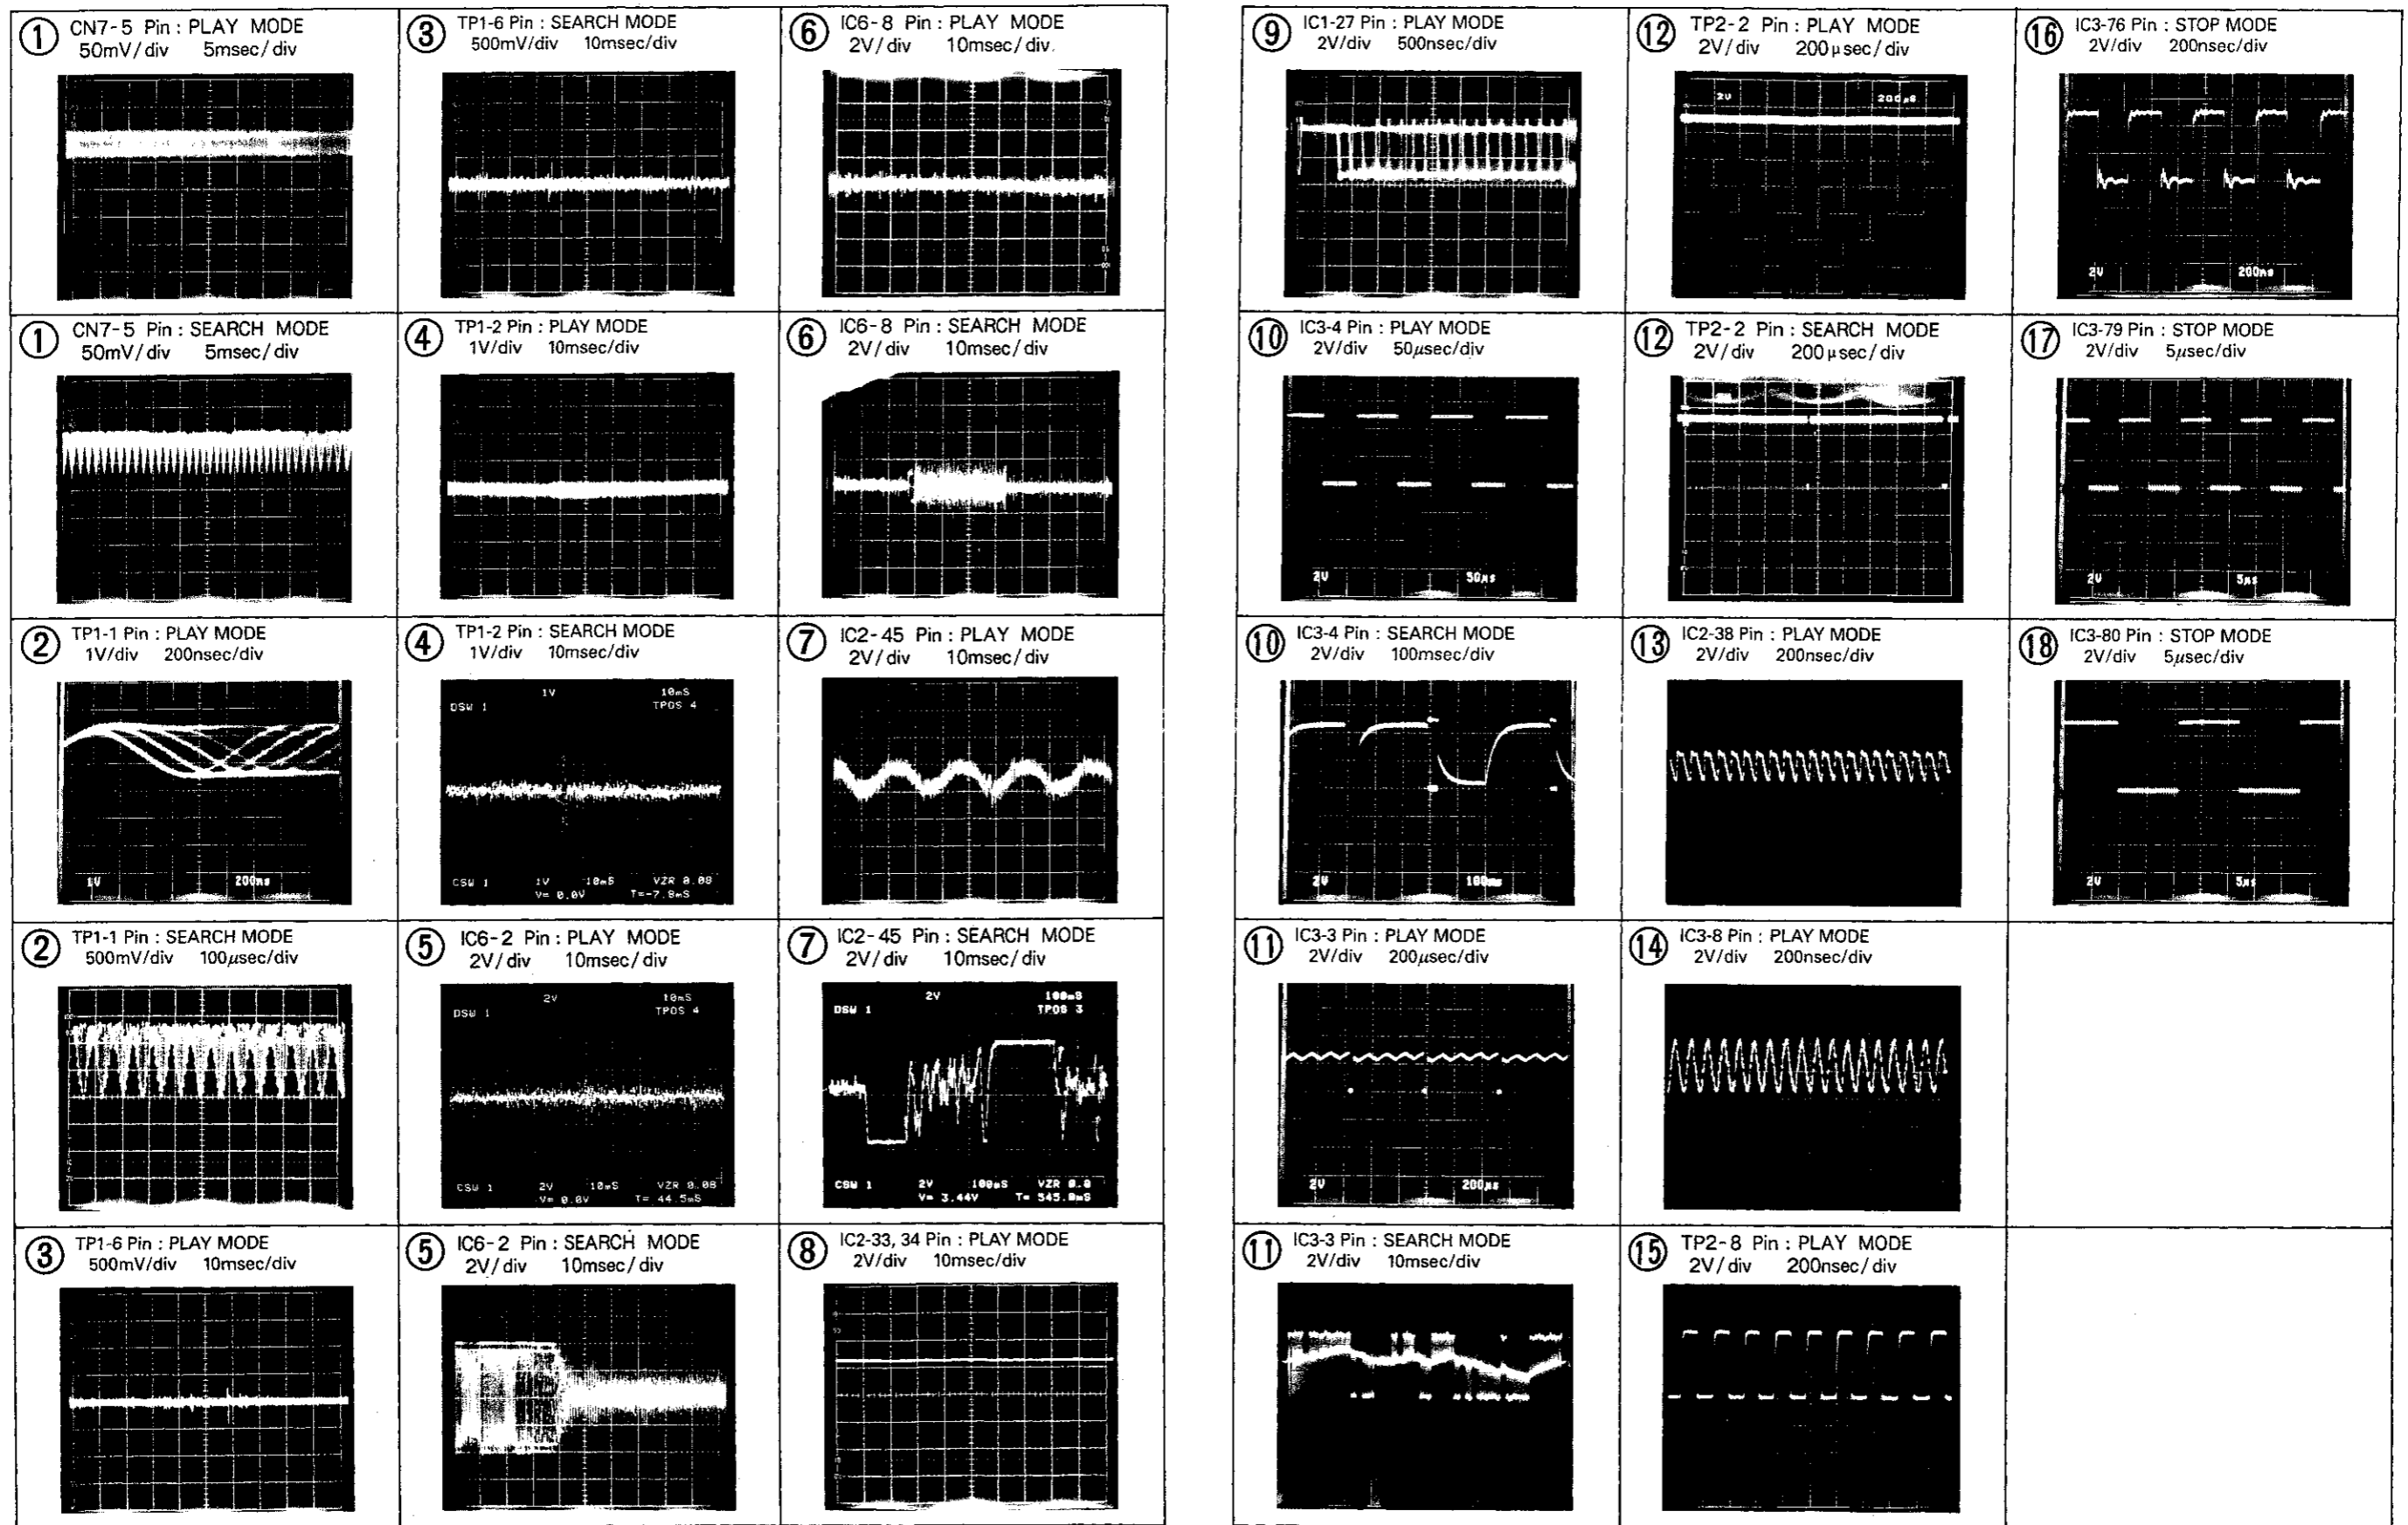 ① CN7-5 Pin : PLAY MODE
50mV/div 5msec/div
① CN7-5 Pin : SEARCH MODE
50mV/div 5msec/div
② TP1-1 Pin : PLAY MODE
1V/div 200nsec/div
1V 200ns
② TP1-1 Pin : SEARCH MODE
500mV/div 100μsec/div
③ TP1-6 Pin : PLAY MODE
500mV/div 10msec/div
③ TP1-6 Pin : SEARCH MODE
500mV/div 10msec/div
④ TP1-2 Pin : PLAY MODE
1V/div 10msec/div
④ TP1-2 Pin : SEARCH MODE
1V/div 10msec/div
1V 10mS
DSW 1 TPOS 4
CSW 1 1V 10mS VZR 0.08
V= 0.0V T=-7.8mS
⑤ IC6-2 Pin : PLAY MODE
2V/div 10msec/div
2V 10mS
DSW 1 TPOS 4
CSW 1 2V 10mS VZR 0.08
V= 0.0V T= 44.5mS
⑤ IC6-2 Pin : SEARCH MODE
2V/div 10msec/div
⑥ IC6-8 Pin : PLAY MODE
2V/div 10msec/div.
⑥ IC6-8 Pin : SEARCH MODE
2V/div 10msec/div
⑦ IC2-45 Pin : PLAY MODE
2V/div 10msec/div
⑦ IC2-45 Pin : SEARCH MODE
2V/div 10msec/div
2V 100mS
DSW 1 TPOS 3
CSW 1 2V 100mS VZR 0.0
V= 3.44V T= 545.0mS
⑧ IC2-33, 34 Pin : PLAY MODE
2V/div 10msec/div
⑨ IC1-27 Pin : PLAY MODE
2V/div 500nsec/div
⑩ IC3-4 Pin : PLAY MODE
2V/div 50μsec/div
2V 50μs
⑩ IC3-4 Pin : SEARCH MODE
2V/div 100msec/div
2V 100ms
⑪ IC3-3 Pin : PLAY MODE
2V/div 200μsec/div
2V 200μs
⑪ IC3-3 Pin : SEARCH MODE
2V/div 10msec/div
⑫ TP2-2 Pin : PLAY MODE
2V/div 200μsec/div
2V 200μS
⑫ TP2-2 Pin : SEARCH MODE
2V/div 200μsec/div
⑬ IC2-38 Pin : PLAY MODE
2V/div 200nsec/div
⑭ IC3-8 Pin : PLAY MODE
2V/div 200nsec/div
⑮ TP2-8 Pin : PLAY MODE
2V/div 200nsec/div
⑯ IC3-76 Pin : STOP MODE
2V/div 200nsec/div
2V 200ns
⑰ IC3-79 Pin : STOP MODE
2V/div 5μsec/div
2V 5μs
⑱ IC3-80 Pin : STOP MODE
2V/div 5μsec/div
2V 5μs